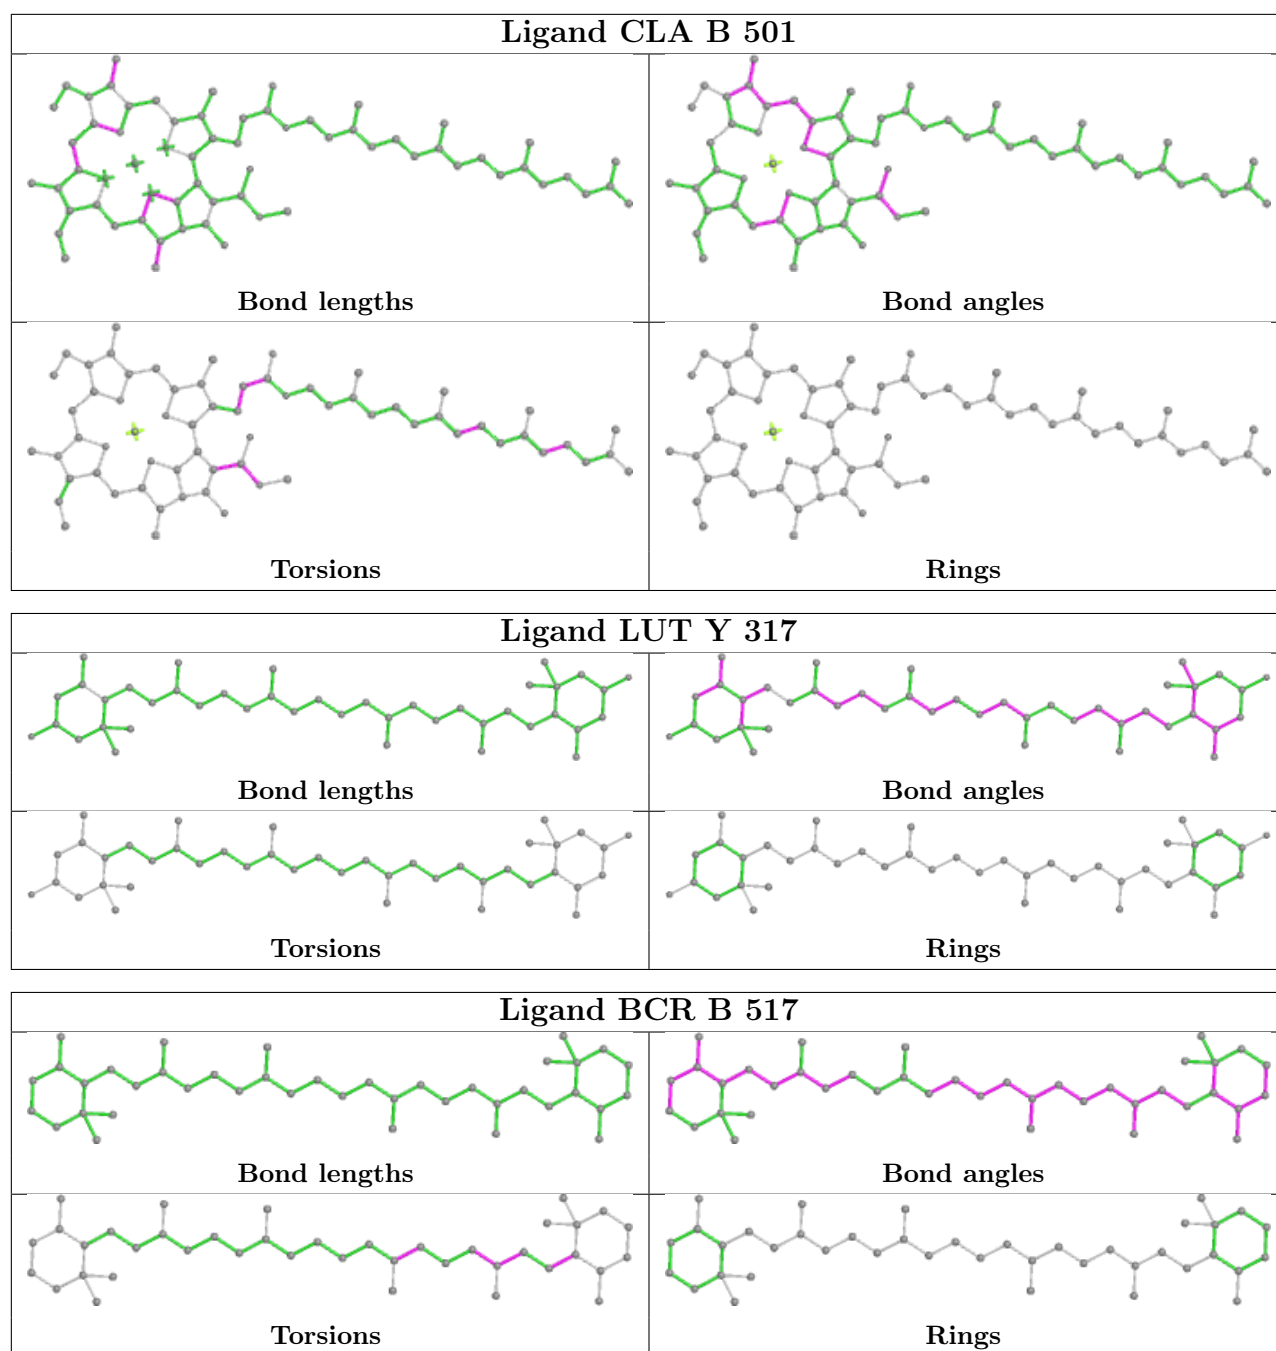 Ligand CLA B 501
Bond lengths
Bond angles
Torsions
Rings
Ligand LUT Y 317
Bond lengths
Bond angles
Torsions
Rings
Ligand BCR B 517
Bond lengths
Bond angles
Torsions
Rings